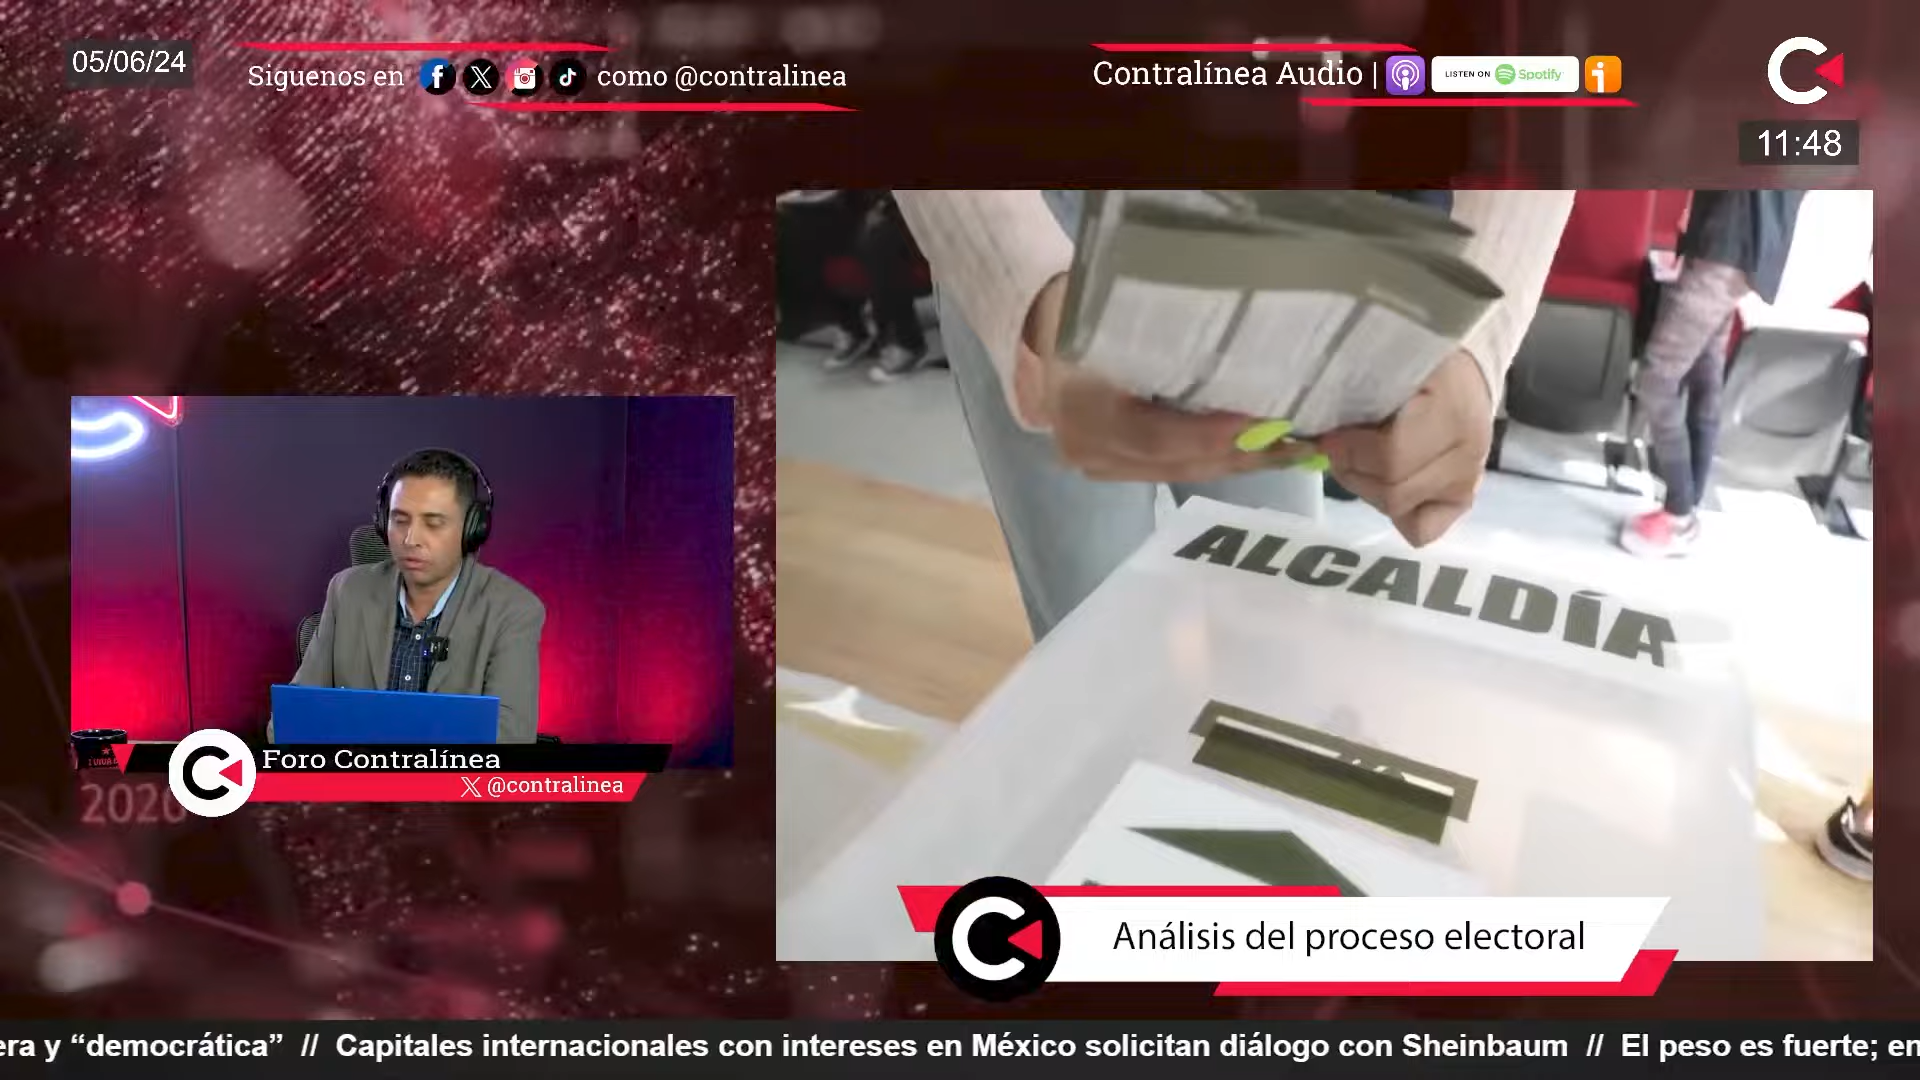 05/06/24
Siguenos en
como @contralinea
Contralínea Audio |
LISTEN ON Spotify
11:48
ALCALDÍA
Foro Contralínea
@contralinea
2020
Análisis del proceso electoral
era y “democrática” // Capitales internacionales con intereses en México solicitan diálogo con Sheinbaum // El peso es fuerte; en